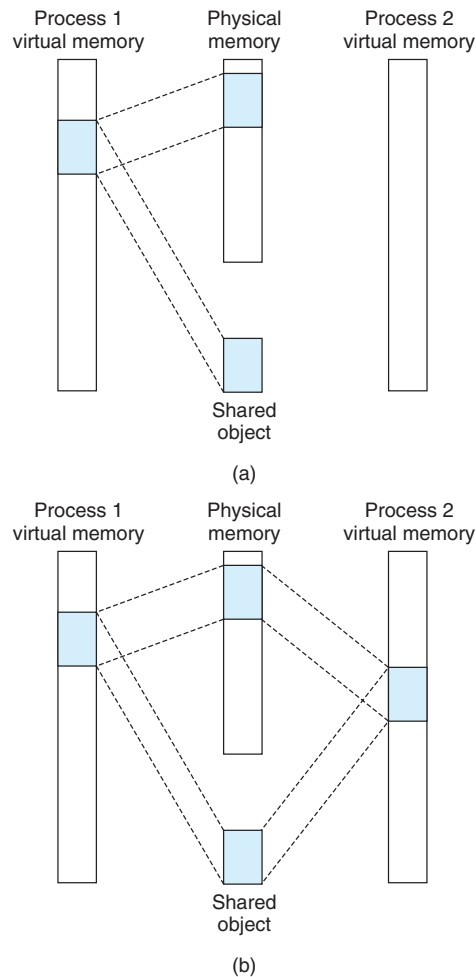 Process 1
virtual memory
Physical
memory
Process 2
virtual memory
Shared
object
(a)
Process 1
virtual memory
Physical
memory
Process 2
virtual memory
Shared
object
(b)